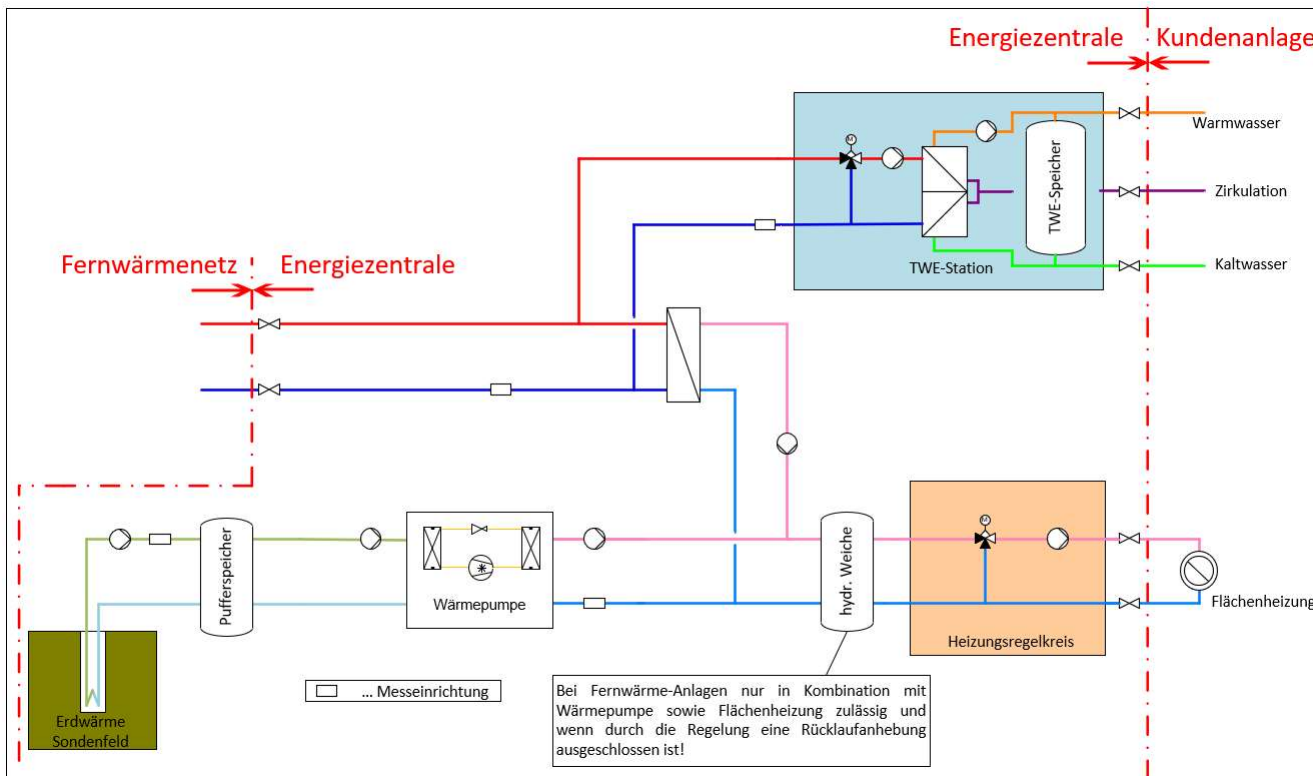 Energiezentrale
Kundenanlage
M
Warmwasser
TWE-Speicher
Zirkulation
Kaltwasser
TWE-Station
Fernwärmenetz
Energiezentrale
Pufferspeicher
Wärmepumpe
hydr. Weiche
M
Heizungsregelkreis
Flächenheizung
Erdwärme
Sondenfeld
... Messeinrichtung
Bei Fernwärme-Anlagen nur in Kombination mit
Wärmepumpe sowie Flächenheizung zulässig und
wenn durch die Regelung eine Rücklaufanhebung
ausgeschlossen ist!